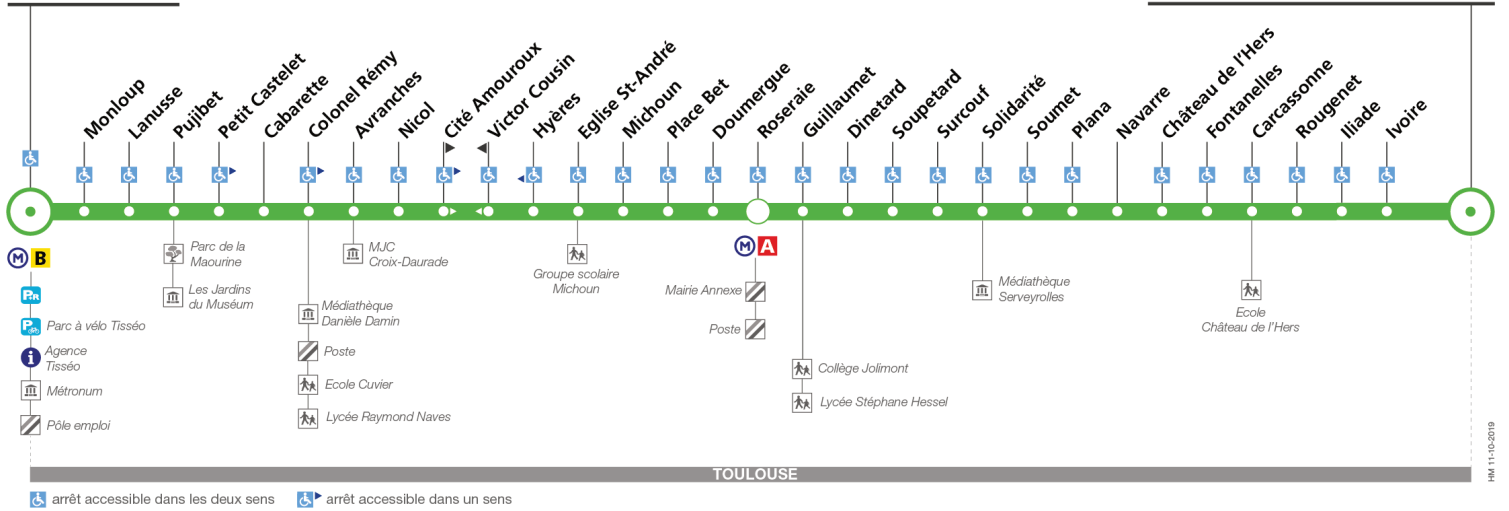 Monloup
Lanusse
Pujibet
Petit Castelet
Cabarette
Colonel Rémy
Avranches
Nicol
Cité Amouroux
Victor Cousin
Hyères
Eglise St-André
Michoun
Place Bet
Doumergue
Roseraie
Guillaumet
Dinetard
Soupetard
Surcouf
Solidarité
Soumet
Plana
Navarre
Château de l'Hers
Fontanelles
Carcassonne
Rougenet
Iliade
Ivoire
M B
P+R
P
Parc à vélo Tisséo
i
Agence
Tisséo
Métronum
Pôle emploi
Parc de la
Maourine
Les Jardins
du Muséum
Médiathèque
Danièle Damin
Poste
Ecole Cuvier
Lycée Raymond Naves
MJC
Croix-Daurade
Groupe scolaire
Michoun
M A
Mairie Annexe
Poste
Collège Jolimont
Lycée Stéphane Hessel
Médiathèque
Serveyrolles
Ecole
Château de l'Hers
TOULOUSE
arrêt accessible dans les deux sens
arrêt accessible dans un sens
HM 11-10-2019